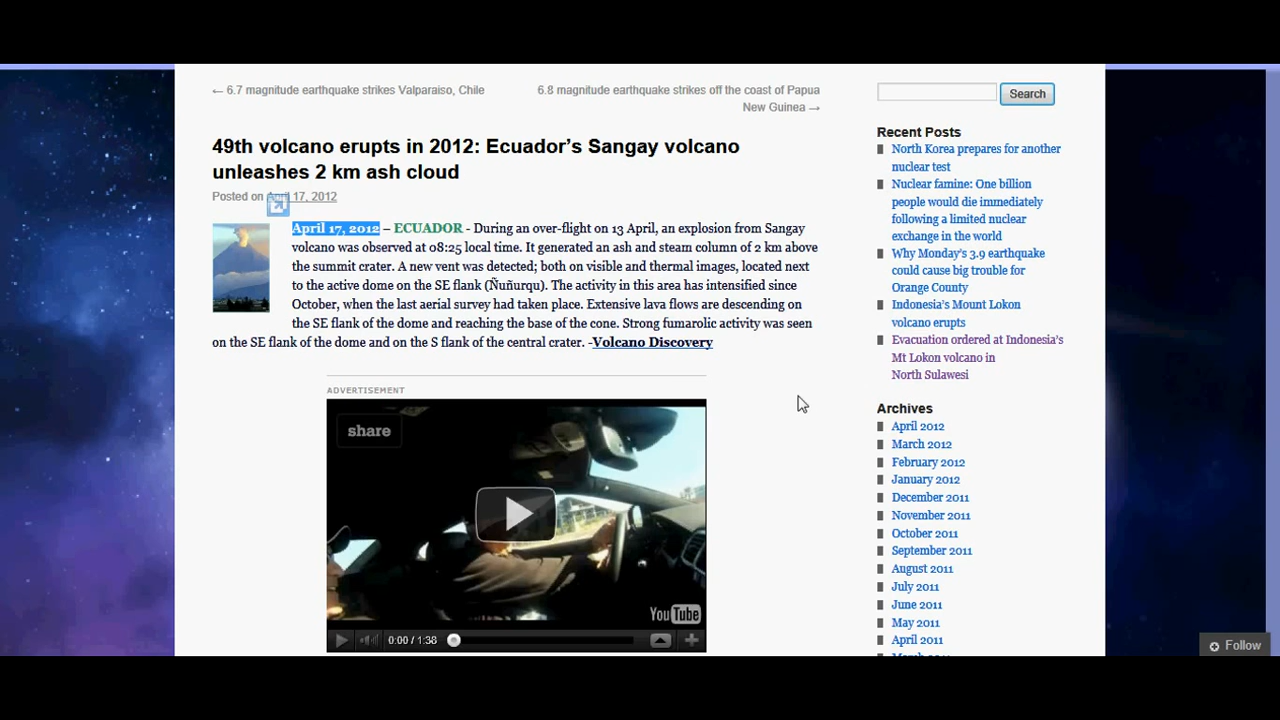 ← 6.7 magnitude earthquake strikes Valparaiso, Chile
6.8 magnitude earthquake strikes off the coast of Papua
New Guinea →
49th volcano erupts in 2012: Ecuador’s Sangay volcano
unleashes 2 km ash cloud
Posted on April 17, 2012
April 17, 2012 – ECUADOR - During an over-flight on 13 April, an explosion from Sangay
volcano was observed at 08:25 local time. It generated an ash and steam column of 2 km above
the summit crater. A new vent was detected; both on visible and thermal images, located next
to the active dome on the SE flank (Ñuñurqu). The activity in this area has intensified since
October, when the last aerial survey had taken place. Extensive lava flows are descending on
the SE flank of the dome and reaching the base of the cone. Strong fumarolic activity was seen
on the SE flank of the dome and on the S flank of the central crater. -Volcano Discovery
ADVERTISEMENT
share
YouTube
0:00 / 1:38
Search
Recent Posts
North Korea prepares for another
nuclear test
Nuclear famine: One billion
people would die immediately
following a limited nuclear
exchange in the world
Why Monday’s 3.9 earthquake
could cause big trouble for
Orange County
Indonesia’s Mount Lokon
volcano erupts
Evacuation ordered at Indonesia’s
Mt Lokon volcano in
North Sulawesi
Archives
April 2012
March 2012
February 2012
January 2012
December 2011
November 2011
October 2011
September 2011
August 2011
July 2011
June 2011
May 2011
April 2011
Follow